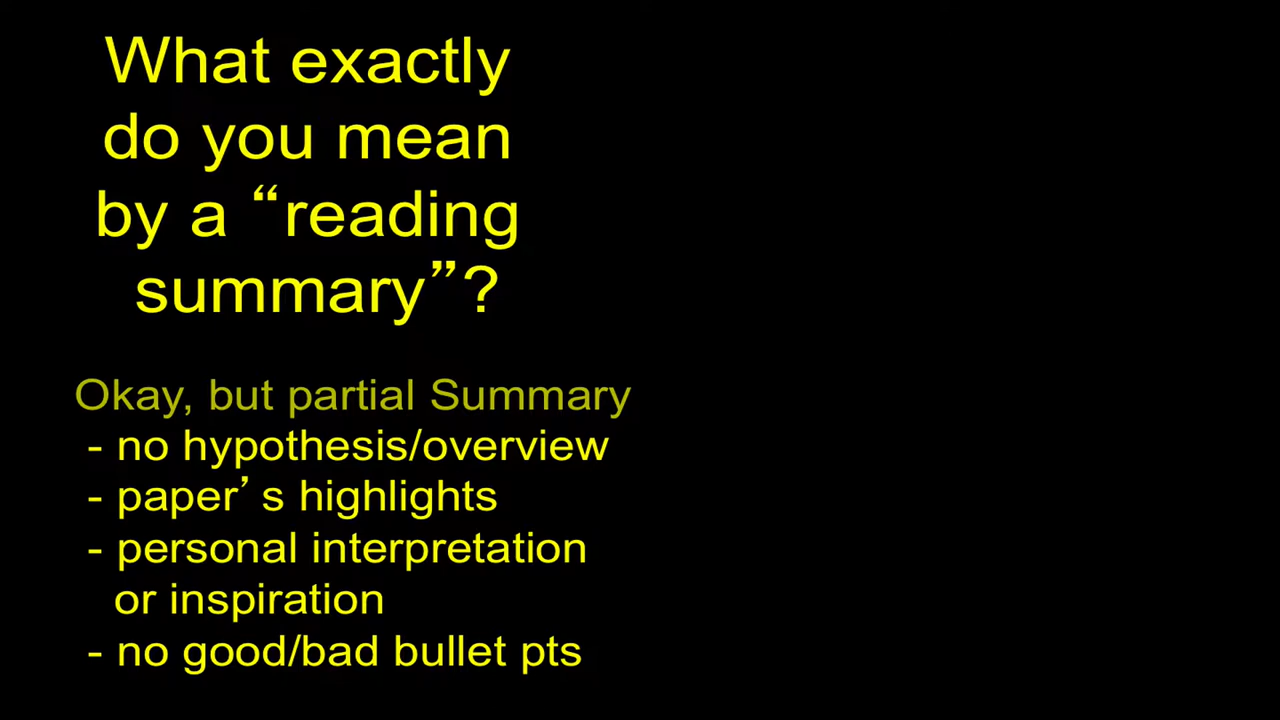 What exactly
do you mean
by a “reading
summary”?
Okay, but partial Summary
- no hypothesis/overview
- paper’s highlights
- personal interpretation
or inspiration
- no good/bad bullet pts